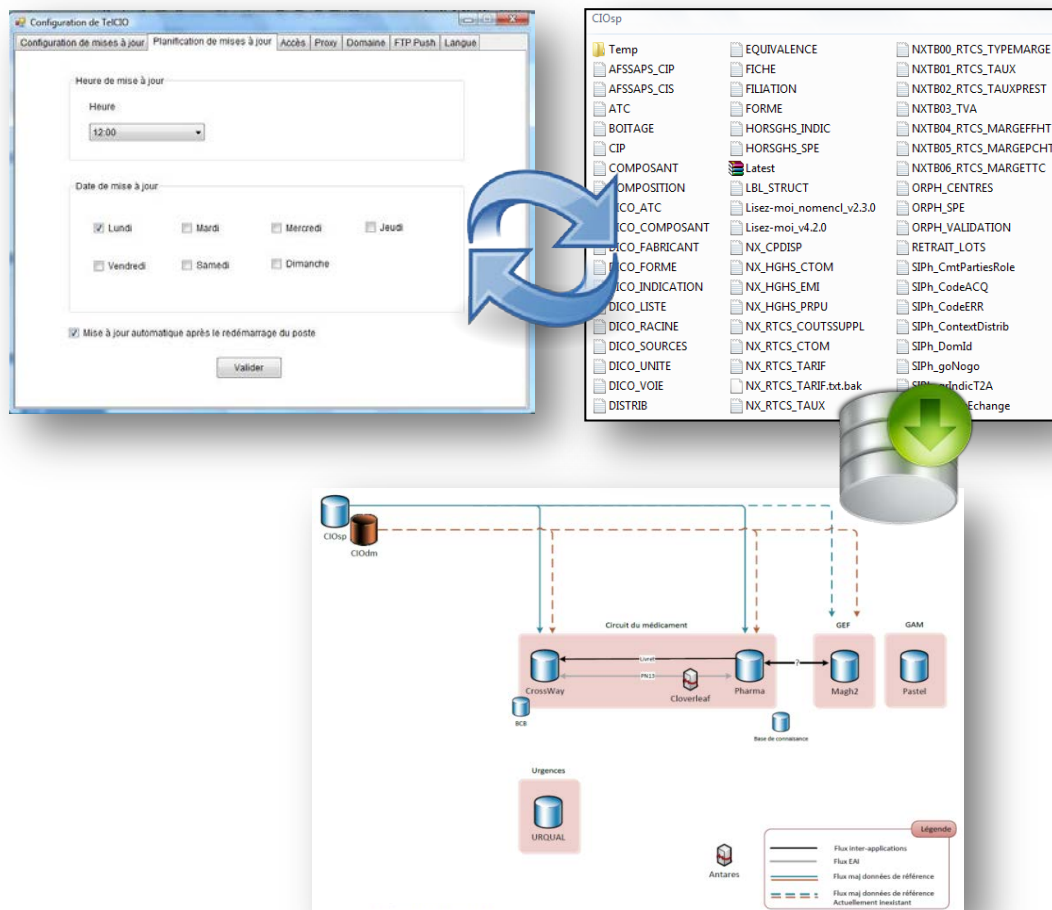 Configuration de TelCIO
Configuration de mises à jour Planification de mises à jour Accès Proxy Domaine FTP Push Langue
Heure de mise à jour
Heure
12:00
Date de mise à jour
Lundi Mardi Mercredi Jeudi
Vendredi Samedi Dimanche
Mise à jour automatique après le redémarrage du poste
Valider
CIOsp
Temp
AFSSAPS_CIP
AFSSAPS_CIS
ATC
BOITAGE
CIP
COMPOSANT
COMPOSITION
DICO_ATC
DICO_COMPOSANT
DICO_FABRICANT
DICO_FORME
DICO_INDICATION
DICO_LISTE
DICO_RACINE
DICO_SOURCES
DICO_UNITE
DICO_VOIE
DISTRIB
EQUIVALENCE
FICHE
FILIATION
FORME
HORSGHS_INDIC
HORSGHS_SPE
Latest
LBL_STRUCT
Lisez-moi_nomencl_v2.3.0
Lisez-moi_v4.2.0
NX_CPDISP
NX_HGHS_CTOM
NX_HGHS_EMI
NX_HGHS_PRPU
NX_RTCS_COUTSSUPPL
NX_RTCS_CTOM
NX_RTCS_TARIF
NX_RTCS_TARIF.txt.bak
NX_RTCS_TAUX
NXTB00_RTCS_TYPEMARGE
NXTB01_RTCS_TAUX
NXTB02_RTCS_TAUXPREST
NXTB03_TVA
NXTB04_RTCS_MARGEFFHT
NXTB05_RTCS_MARGEPCHT
NXTB06_RTCS_MARGETTC
ORPH_CENTRES
ORPH_SPE
ORPH_VALIDATION
RETRAIT_LOTS
SIPh_CmtPartiesRole
SIPh_CodeACQ
SIPh_CodeERR
SIPh_ContextDistrib
SIPh_DomId
SIPh_goNogo
SIPh_grIndicT2A
Echange
CIOsp
CIOdm
Circuit du médicament
GEF
GAM
Livret
PN13
?
CrossWay
Cloverleaf
Pharma
Magh2
Pastel
BCB
Base de connaisance
Urgences
URQUAL
Antares
Légende
Flux inter-applications
Flux EAI
Flux maj données de référence
Flux maj données de référence
Actuellement inexistant